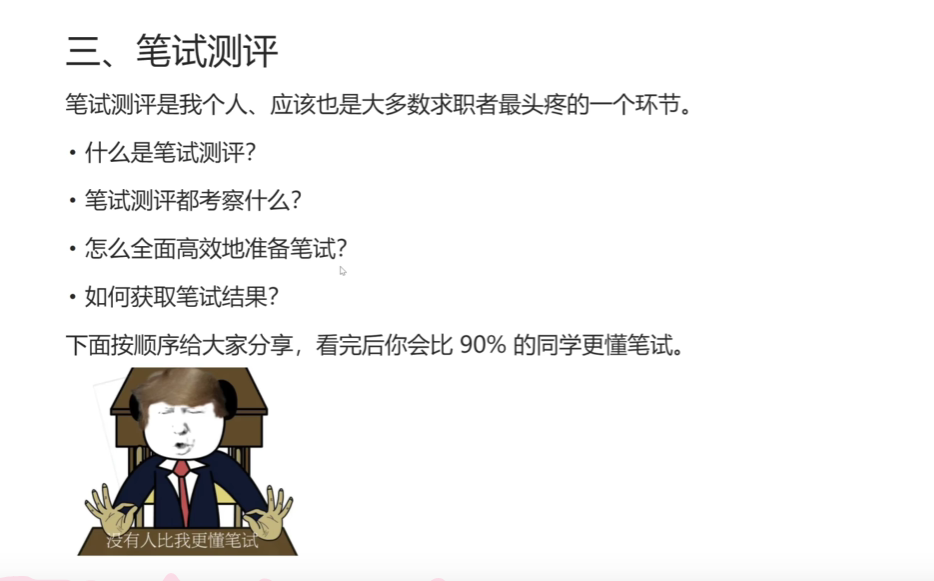 三、笔试测评
笔试测评是我个人、应该也是大多数求职者最头疼的一个环节。
• 什么是笔试测评?
• 笔试测评都考察什么?
• 怎么全面高效地准备笔试?
• 如何获取笔试结果?
下面按顺序给大家分享，看完后你会比 90% 的同学更懂笔试。
没有人比我更懂笔试